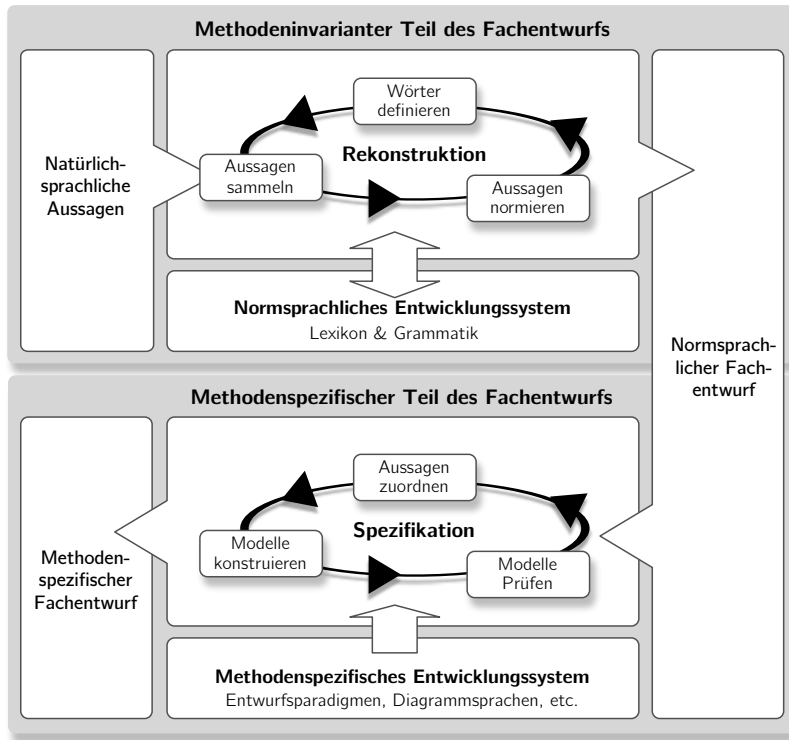 Methodeninvarianter Teil des Fachentwurfs
Natürlich-
sprachliche
Aussagen
Wörter
definieren
Rekonstruktion
Aussagen
sammeln
Aussagen
normieren
Normsprachliches Entwicklungssystem
Lexikon & Grammatik
Normsprach-
licher Fach-
entwurf
Methodenspezifischer Teil des Fachentwurfs
Methoden-
spezifischer
Fachentwurf
Aussagen
zuordnen
Spezifikation
Modelle
konstruieren
Modelle
Prüfen
Methodenspezifisches Entwicklungssystem
Entwurfsparadigmen, Diagrammsprachen, etc.